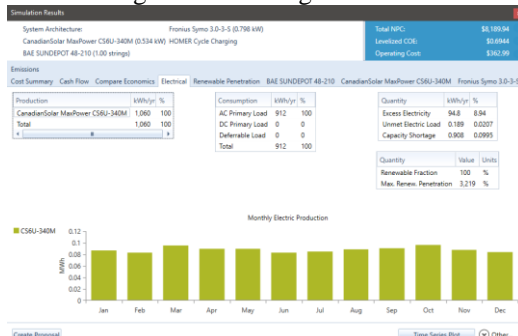 Simulation Results
System Architecture: Fronius Symo 3.0-3-S (0.798 kW)
CanadianSolar MaxPower CS6U-340M (0.534 kW) HOMER Cycle Charging
BAE SUNDEPOT 48-210 (1.00 strings)
Total NPC: $8,189.94
Levelized COE: $0.6944
Operating Cost: $362.99
Emissions
Cost Summary Cash Flow Compare Economics Electrical Renewable Penetration BAE SUNDEPOT 48-210 CanadianSolar MaxPower CS6U-340M Fronius Symo 3.0-3-S
Production kWh/yr %
CanadianSolar MaxPower CS6U-340M 1,060 100
Total 1,060 100
Consumption kWh/yr %
AC Primary Load 912 100
DC Primary Load 0 0
Deferrable Load 0 0
Total 912 100
Quantity kWh/yr %
Excess Electricity 94.8 8.94
Unmet Electric Load 0.189 0.0207
Capacity Shortage 0.908 0.0995
Quantity Value Units
Renewable Fraction 100 %
Max. Renew. Penetration 3,219 %
Monthly Electric Production
CS6U-340M
MWh
0.12
0.1
0.08
0.06
0.04
0.02
0
Jan Feb Mar Apr May Jun Jul Aug Sep Oct Nov Dec
Create Proposal Time Series Plot Other